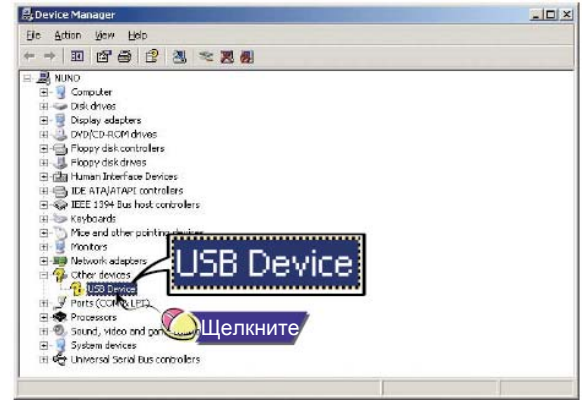 Device Manager
File Action View Help
NUNO
Computer
Disk drives
Display adapters
DVD/CD-ROM drives
Floppy disk controllers
Floppy disk drives
Human Interface Devices
IDE ATA/ATAPI controllers
IEEE 1394 Bus host controllers
Keyboards
Mice and other pointing devices
Monitors
Network adapters
Other devices
USB Device
USB Device
Ports (COM & LPT)
Щелкните
Processors
Sound, video and
System devices
Universal Serial Bus controllers